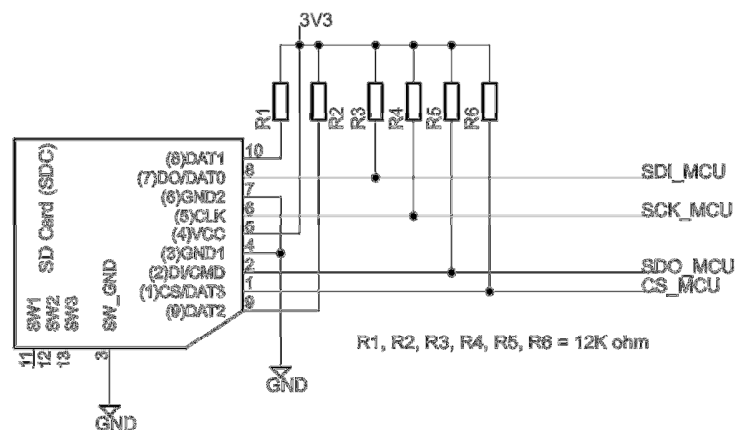 3V3
R1
R2
R3
R4
R5
R6
SD Card (SDC)
(8)DAT1 10
(7)DO/DAT0 8
(6)GND2 7
(5)CLK 6
(4)VCC 5
(3)GND1 4
(2)DI/CMD 2
(1)CS/DAT3 1
(9)DAT2 9
SDI_MCU
SCK_MCU
SDO_MCU
CS_MCU
SW1
SW2
SW3
SW_GND
11
12
13
3
R1, R2, R3, R4, R5, R6 = 12K ohm
GND
GND